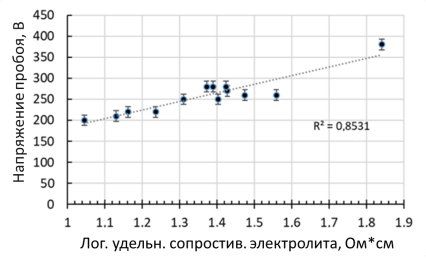 Напряжение пробоя, В
450
400
350
300
250
200
150
100
50
0
R² = 0,8531
1 1.1 1.2 1.3 1.4 1.5 1.6 1.7 1.8 1.9
Лог. удельн. сопростив. электролита, Ом*см